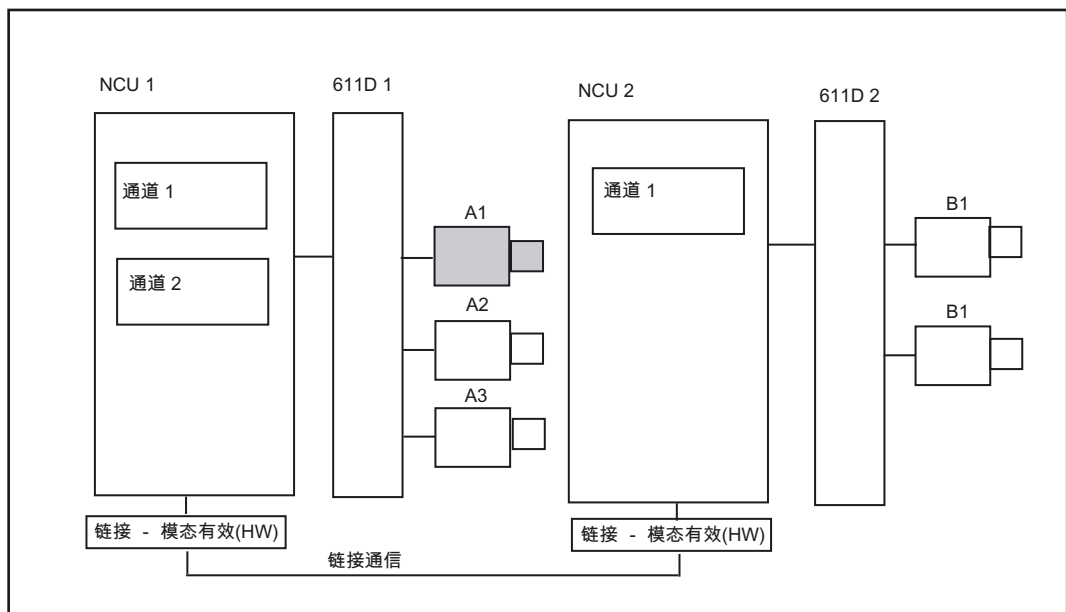 NCU 1
611D 1
NCU 2
611D 2
通道 1
通道 2
A1
A2
A3
通道 1
B1
B1
链接 - 模态有效(HW)
链接 - 模态有效(HW)
链接通信